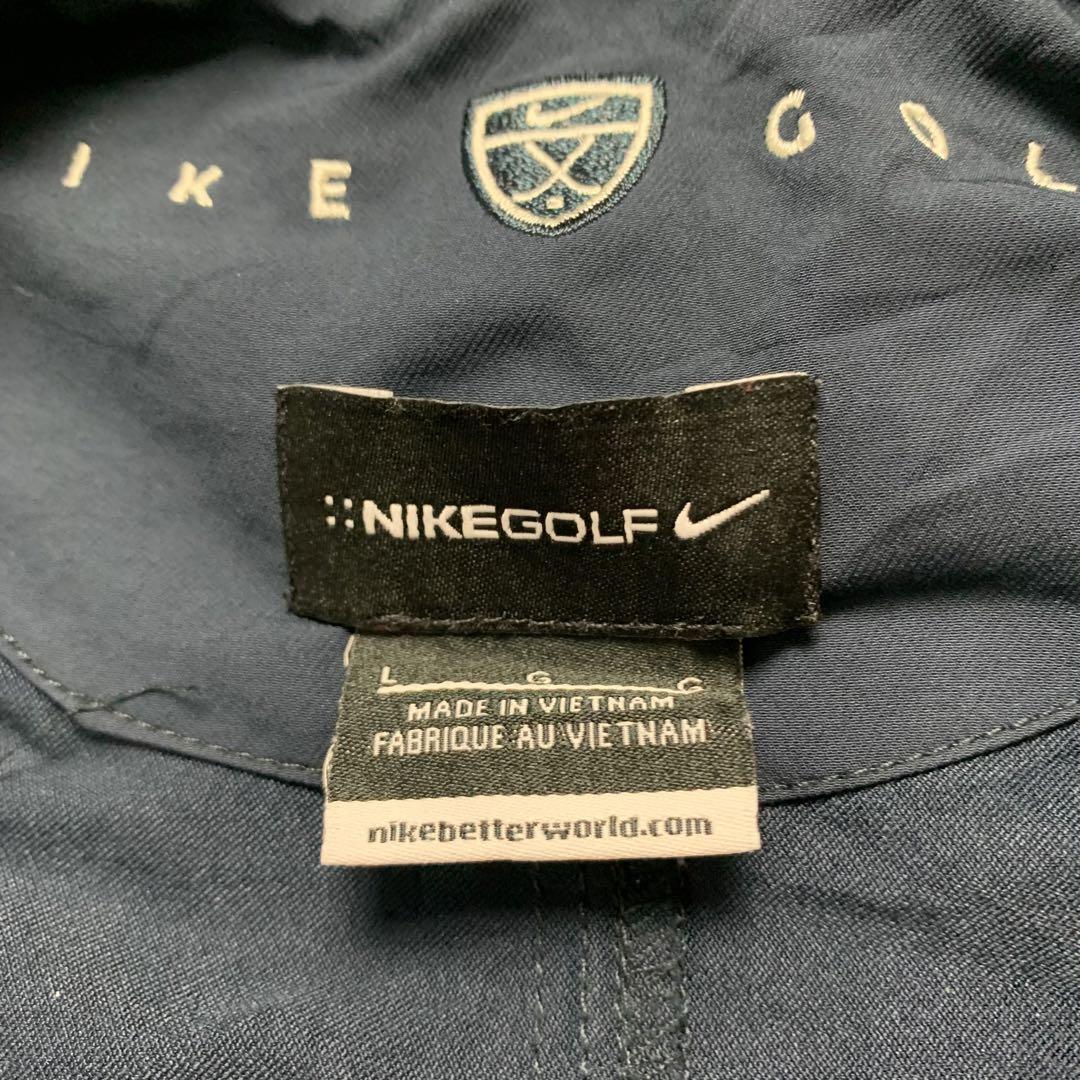 IKE GOL
::NIKEGOLF
L G G
MADE IN VIETNAM
FABRIQUE AU VIETNAM
nikebetterworld.com